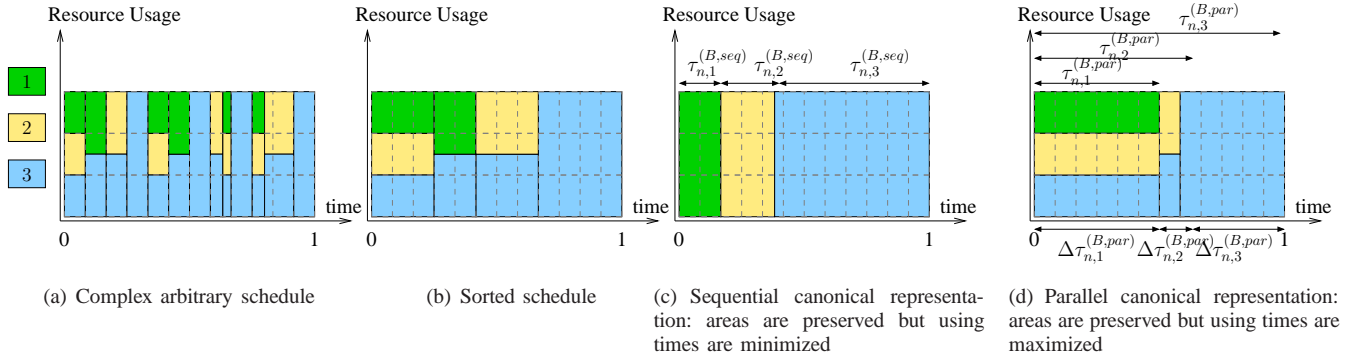 Resource Usage
1
2
3
time
0
1
(a) Complex arbitrary schedule
Resource Usage
time
0
1
(b) Sorted schedule
Resource Usage
τ_{n,1}^{(B,seq)} τ_{n,2}^{(B,seq)} τ_{n,3}^{(B,seq)}
time
0
1
(c) Sequential canonical representa-
tion: areas are preserved but using
times are minimized
Resource Usage
τ_{n,3}^{(B,par)}
τ_{n,2}^{(B,par)}
τ_{n,1}^{(B,par)}
time
0
1
Δτ_{n,1}^{(B,par)} Δτ_{n,2}^{(B,par)} Δτ_{n,3}^{(B,par)}
(d) Parallel canonical representation:
areas are preserved but using times are
maximized